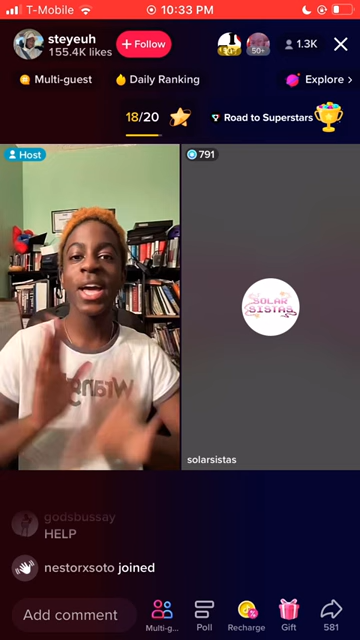 T-Mobile
10:33 PM
steyeuh
155.4K likes
+ Follow
50+
1.3K
Multi-guest
Daily Ranking
Explore >
18/20
Road to Superstars
Host
791
Wrang
SOLAR
SISTAS
solarsistas
godsbussay
HELP
nestorxsoto joined
Add comment
Multi-g...
Poll
Recharge
Gift
581